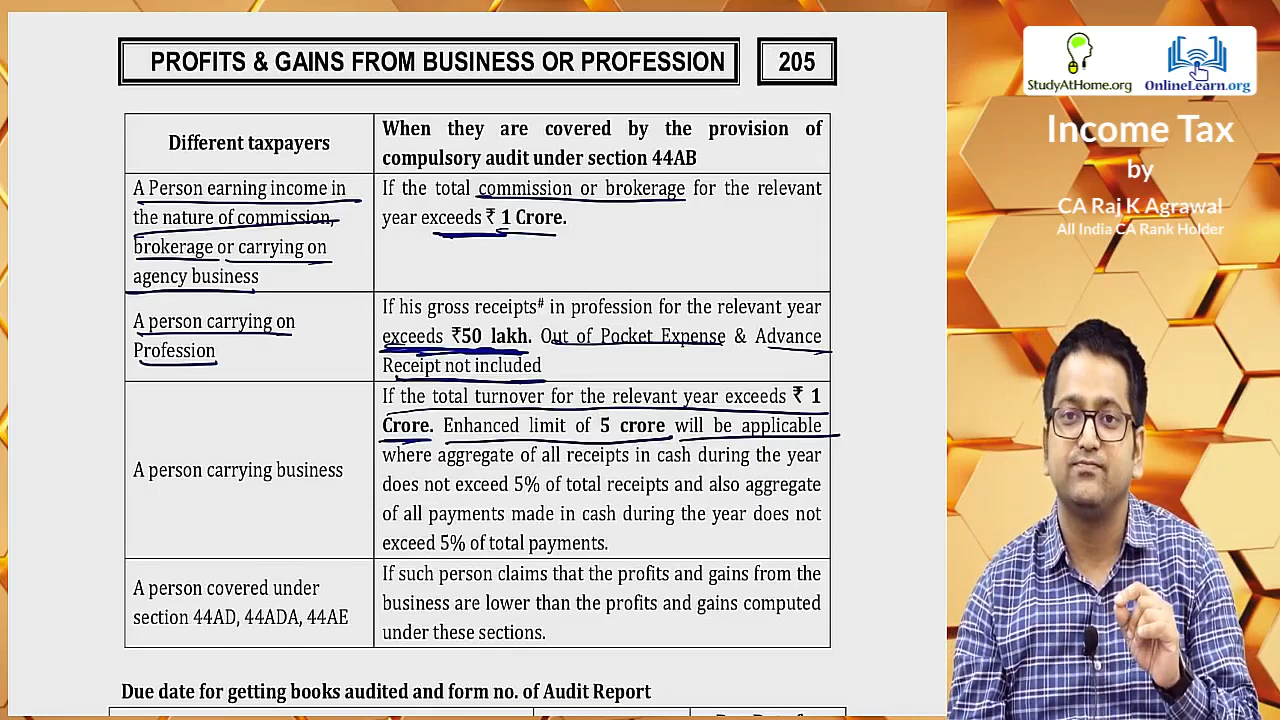 PROFITS & GAINS FROM BUSINESS OR PROFESSION
205
Different taxpayers
When they are covered by the provision of
compulsory audit under section 44AB
A Person earning income in
the nature of commission,
brokerage or carrying on
agency business
If the total commission or brokerage for the relevant
year exceeds ₹ 1 Crore.
A person carrying on
Profession
If his gross receipts# in profession for the relevant year
exceeds ₹50 lakh. Out of Pocket Expense & Advance
Receipt not included
A person carrying business
If the total turnover for the relevant year exceeds ₹ 1
Crore. Enhanced limit of 5 crore will be applicable
where aggregate of all receipts in cash during the year
does not exceed 5% of total receipts and also aggregate
of all payments made in cash during the year does not
exceed 5% of total payments.
A person covered under
section 44AD, 44ADA, 44AE
If such person claims that the profits and gains from the
business are lower than the profits and gains computed
under these sections.
Due date for getting books audited and form no. of Audit Report
StudyAtHome.org
OnlineLearn.org
Income Tax
by
CA Raj K Agrawal
All India CA Rank Holder